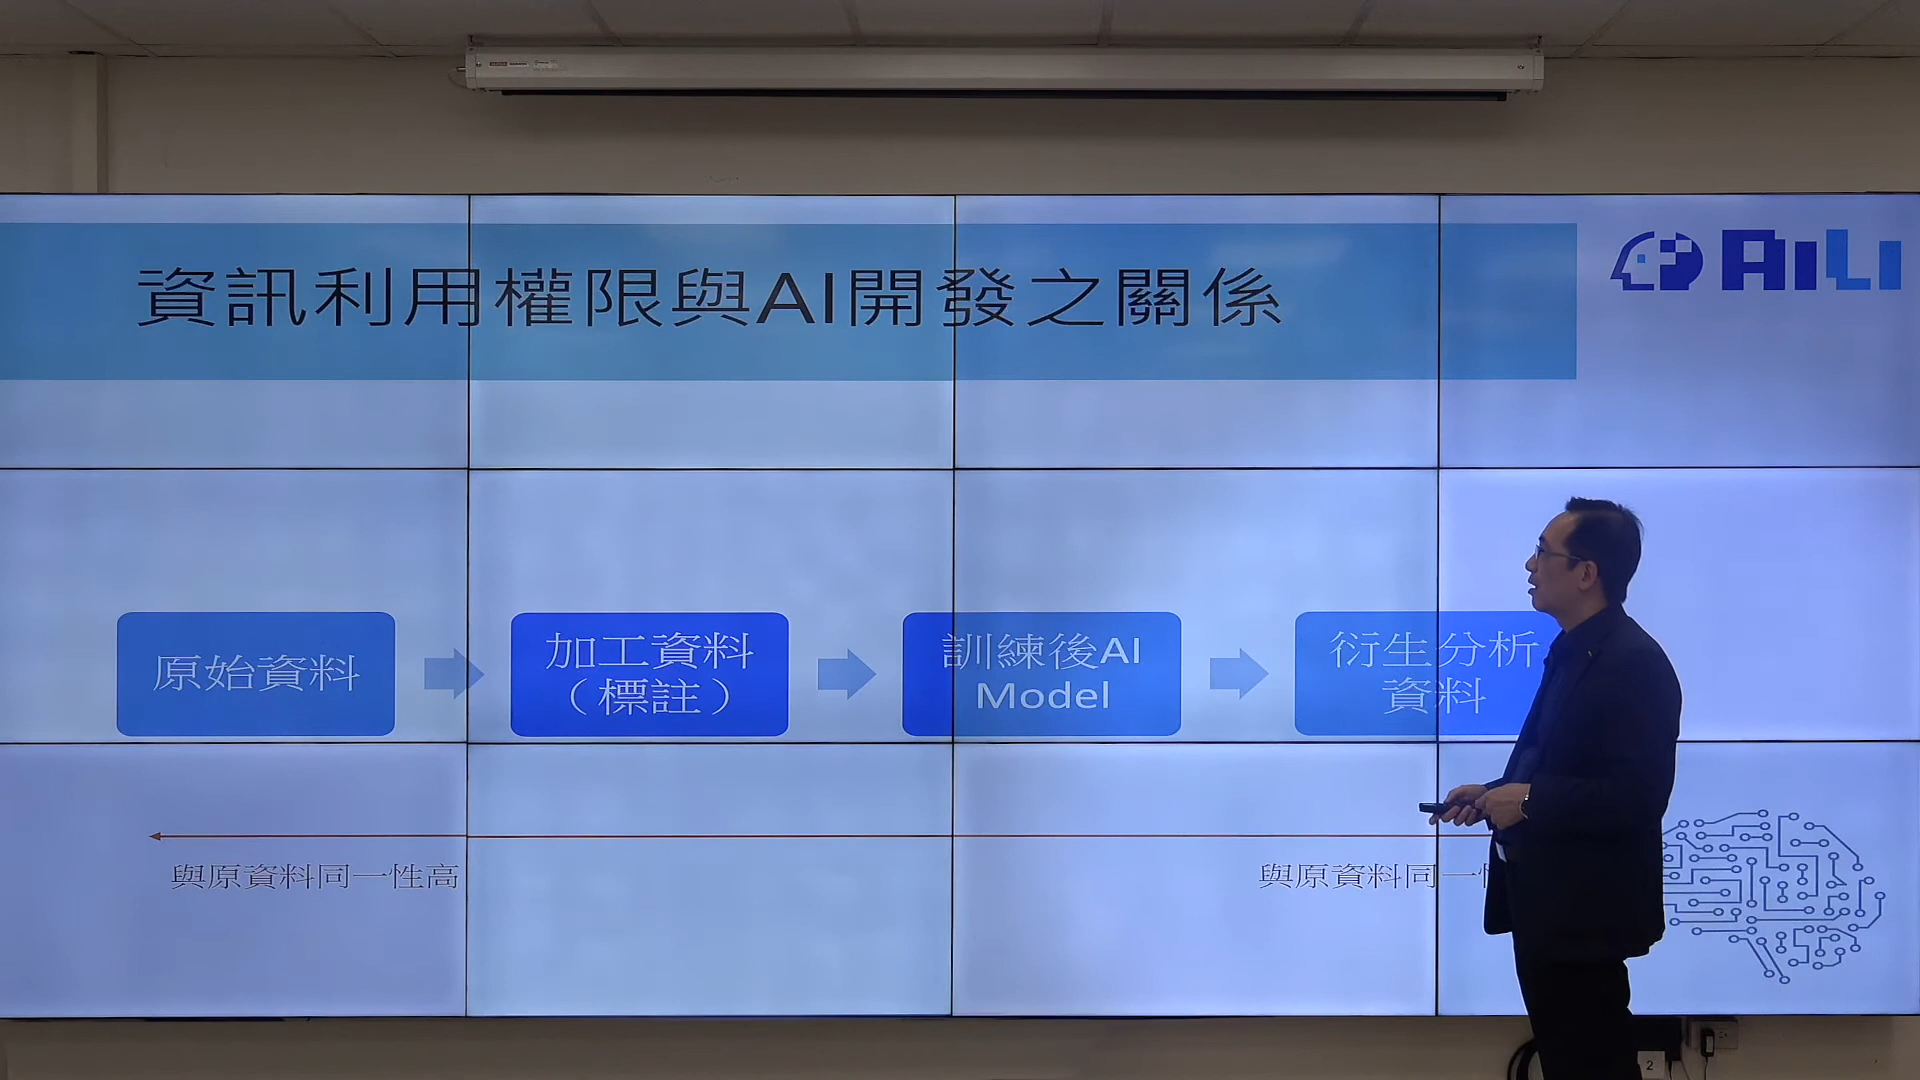 資訊利用權限與AI開發之關係
AILI
原始資料
加工資料
（標註）
訓練後AI
Model
衍生分析
資料
與原資料同一性高
與原資料同一
2